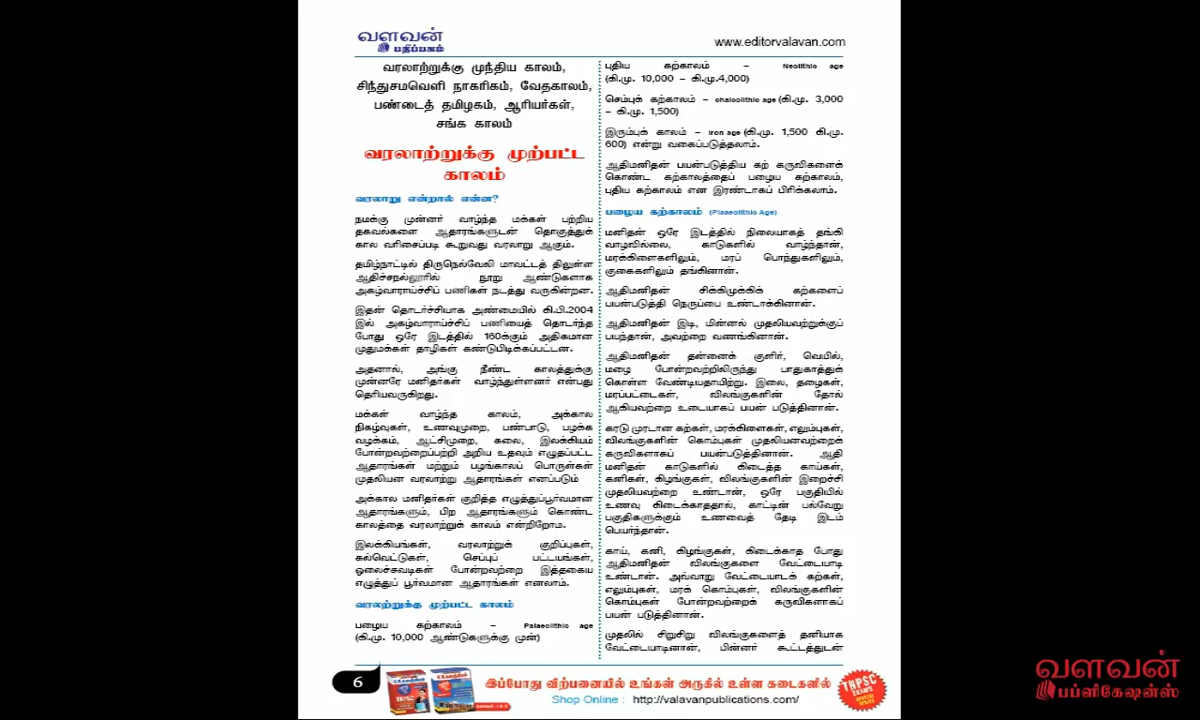 வளவன்
பதிப்பகம்
www.editorvalavan.com
வரலாற்றுக்கு முந்திய காலம்,
சிந்துசமவெளி நாகரிகம், வேதகாலம்,
பண்டைத் தமிழகம், ஆரியர்கள்,
சங்க காலம்
வரலாற்றுக்கு முற்பட்ட
காலம்
வரலாறு என்றால் என்ன?
நமக்கு முன்னர் வாழ்ந்த மக்கள் பற்றிய
தகவல்களை ஆதாரங்களுடன் தொகுத்துக்
கால வரிசைப்படி கூறுவது வரலாறு ஆகும்.
தமிழ்நாட்டில் திருநெல்வேலி மாவட்டத் திலுள்ள
ஆதிச்சநல்லூரில் நூறு ஆண்டுகளாக
அகழ்வாராய்ச்சிப் பணிகள் நடத்து வருகின்றன.
இதன் தொடர்ச்சியாக அண்மையில் கி.பி.2004
இல் அகழ்வாராய்ச்சிப் பணியைத் தொடர்ந்த
போது ஒரே இடத்தில் 160க்கும் அதிகமான
முதுமக்கள் தாழிகள் கண்டுபிடிக்கப்பட்டன.
அதனால், அங்கு நீண்ட காலத்துக்கு
முன்னரே மனிதர்கள் வாழ்ந்துள்ளனர் என்பது
தெரியவருகிறது.
மக்கள் வாழ்ந்த காலம், அக்கால
நிகழ்வுகள், உணவுமுறை, பண்பாடு, பழக்க
வழக்கம், ஆட்சிமுறை, கலை, இலக்கியம்
போன்றவற்றைப்பற்றி அறிய உதவும் எழுதப்பட்ட
ஆதாரங்கள் மற்றும் பழங்காலப் பொருள்கள்
முதலியன வரலாற்று ஆதாரங்கள் எனப்படும்
அக்கால மனிதர்கள் குறித்த எழுத்துப்பூர்வமான
ஆதாரங்களும், பிற ஆதாரங்களும் கொண்ட
காலத்தை வரலாற்றுக் காலம் என்றிறோம.
இலக்கியங்கள், வரலாற்றுக் குறிப்புகள்,
கல்வெட்டுகள், செப்புப் பட்டயங்கள்,
ஓலைச்சுவடிகள் போன்றவற்றை இத்தகைய
எழுத்துப் பூர்வமான ஆதாரங்கள் எனலாம்.
வரலற்றுக்கு முற்பட்ட காலம்
பழைய கற்காலம் – Palaeolithic age
(கி.மு. 10,000 ஆண்டுகளுக்கு முன்)
புதிய கற்காலம் – Neolithic age
(கி.மு. 10,000 – கி.மு.4,000)
செம்புக் கற்காலம் – chalcolithic age (கி.மு. 3,000
– கி.மு. 1,500)
இரும்புக் காலம் – iron age (கி.மு. 1,500 கி.மு.
600) என்று வகைப்படுத்தலாம்.
ஆதிமனிதன் பயன்படுத்திய கற் கருவிகளைக்
கொண்ட கற்காலத்தைப் பழைய கற்காலம்,
புதிய கற்காலம் என இரண்டாகப் பிரிக்கலாம்.
பழைய கற்காலம் (Plaaeolithic Age)
மனிதன் ஒரே இடத்தில் நிலையாகத் தங்கி
வாழவில்லை, காடுகளில் வாழ்ந்தான்,
மரக்கிளைகளிலும், மரப் பொந்துகளிலும்,
குகைகளிலும் தங்கினான்.
ஆதிமனிதன் சிக்கிமுக்கிக் கற்களைப்
பயன்படுத்தி நெருப்பை உண்டாக்கினான்.
ஆதிமனிதன் இடி, மின்னல் முதலியவற்றுக்குப்
பயந்தான், அவற்றை வணங்கினான்.
ஆதிமனிதன் தன்னைக் குளிர், வெயில்,
மழை போன்றவற்றிலிருந்து பாதுகாத்துக்
கொள்ள வேண்டியதாயிற்று. இலை, தழைகள்,
மரப்பட்டைகள், விலங்குகளின் தோல்
ஆகியவற்றை உடையாகப் பயன் படுத்தினான்.
கரடு முரடான கற்கள், மரக்கிளைகள், எலும்புகள்,
விலங்குகளின் கொம்புகள் முதலியனவற்றைக்
கருவிகளாகப் பயன்படுத்தினான். ஆதி
மனிதன் காடுகளில் கிடைத்த காய்கள்,
கனிகள், கிழங்குகள், விலங்குகளின் இறைச்சி
முதலியவற்றை உண்டான், ஒரே பகுதியில்
உணவு கிடைக்காததால், காட்டின் பல்வேறு
பகுதிகளுக்கும் உணவைத் தேடி இடம்
பெயர்ந்தான்.
காய், கனி, கிழங்குகள், கிடைக்காத போது
ஆதிமனிதன் விலங்குகளை வேட்டையாடி
உண்டான். அவ்வாறு வேட்டையாடக் கற்கள்,
எலும்புகள், மரக் கொம்புகள், விலங்குகளின்
கொம்புகள் போன்றவற்றைக் கருவிகளாகப்
பயன் படுத்தினான்.
முதலில் சிறுசிறு விலங்குகளைத் தனியாக
வேட்டையாடினான், பின்னர் கூட்டத்துடன்
6
இப்போது விற்பனையில் உங்கள் அருகில் உள்ள கடைகளில்
Shop Online : http://valavanpublications.com/
TNPSC
EXAMS
வளவன்
பப்ளிகேஷன்ஸ்